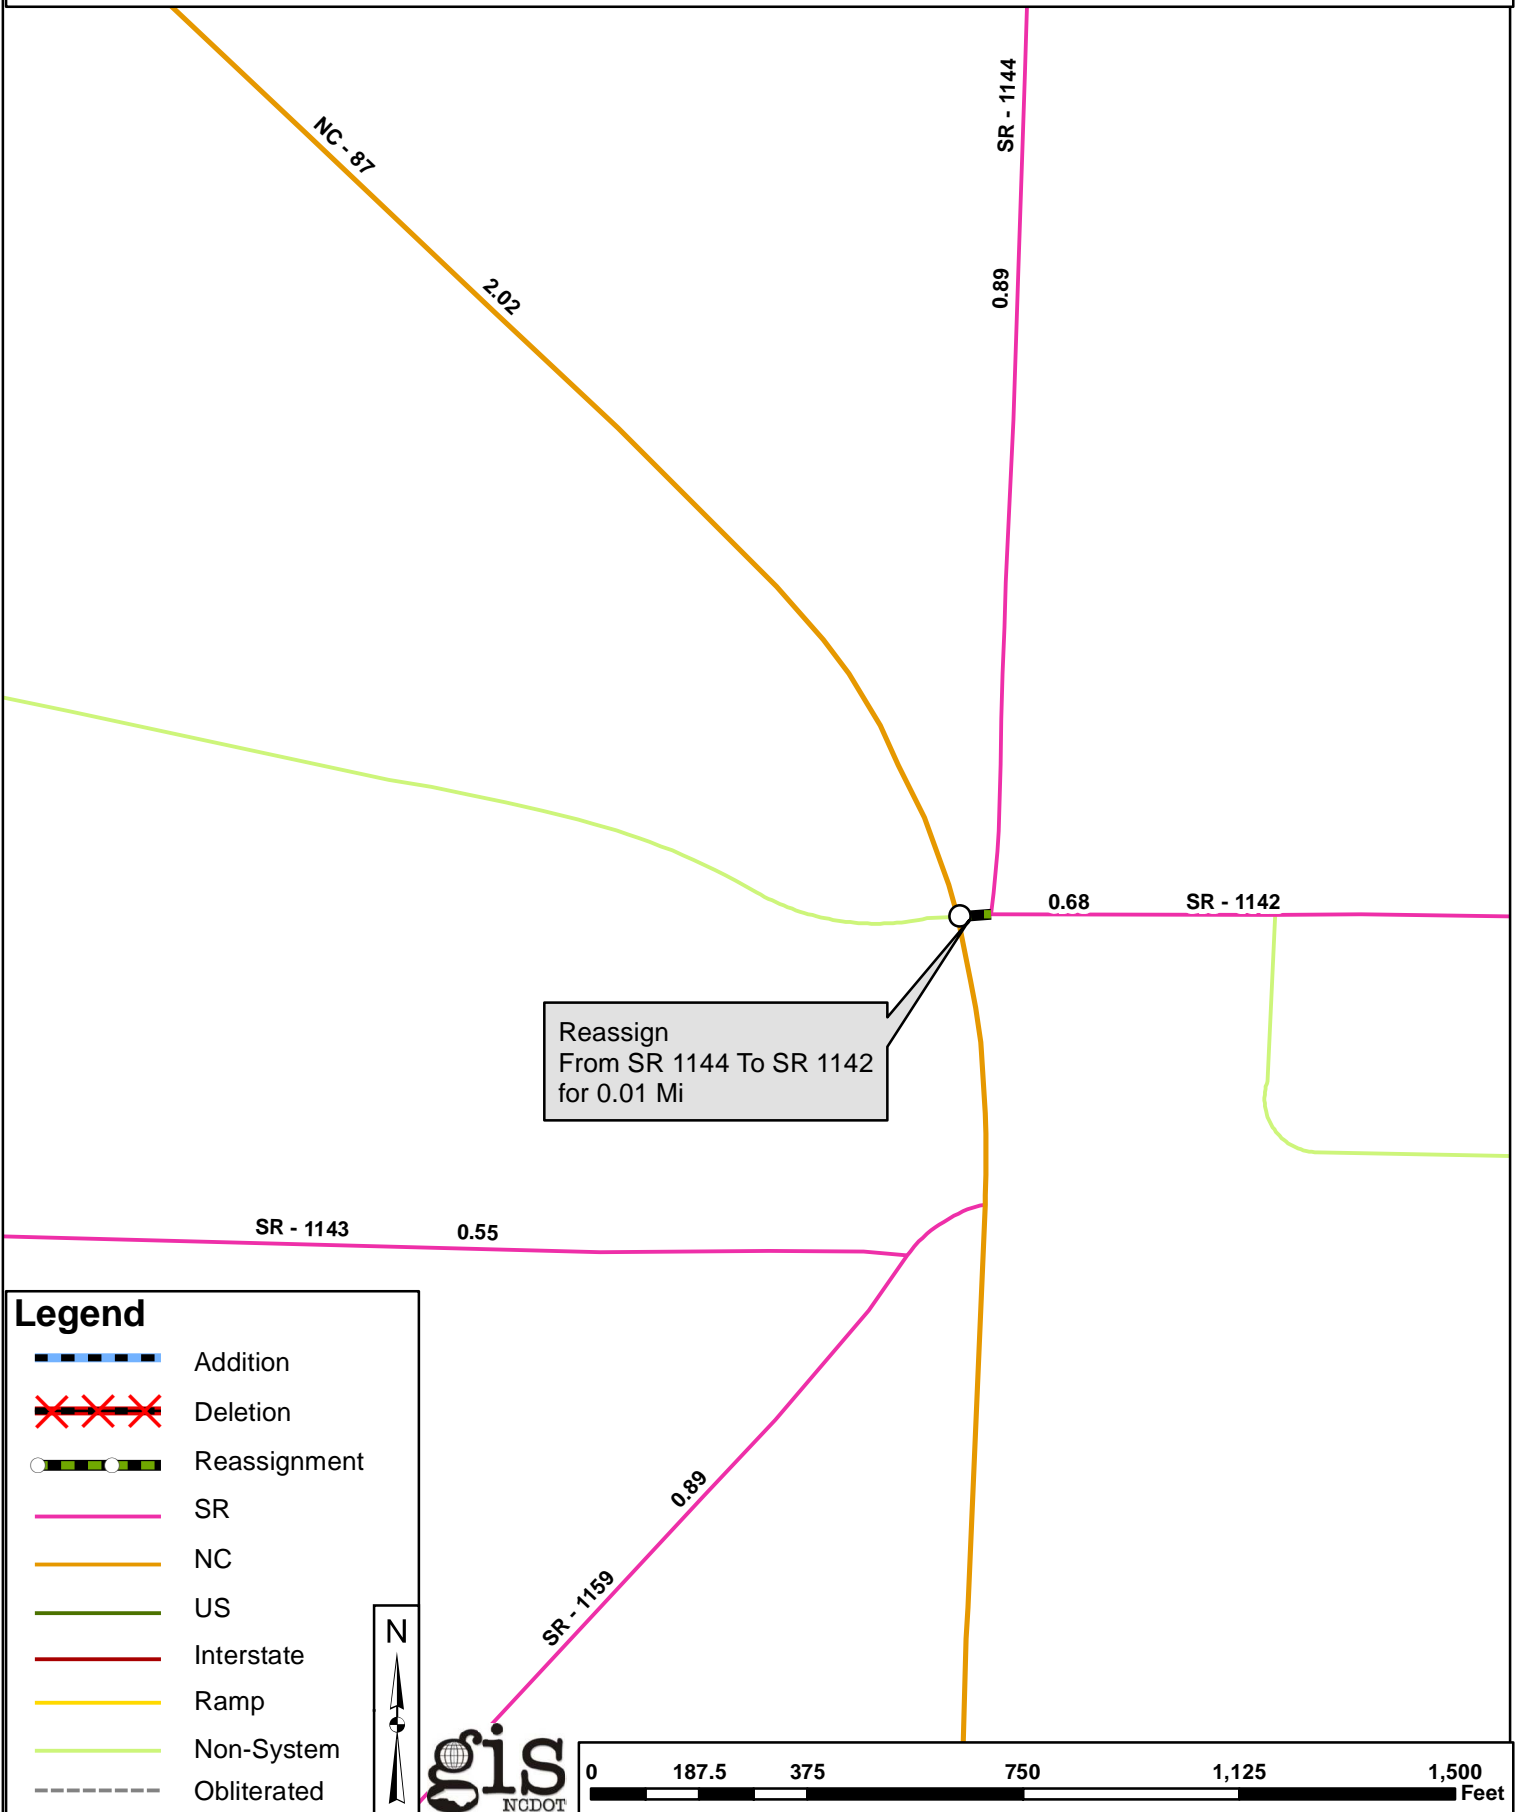 SR - 1144
NC - 87
0.89
2.02
0.68
SR - 1142
Reassign
From SR 1144 To SR 1142
for 0.01 Mi
SR - 1143
0.55
0.89
SR - 1159
Legend
Addition
Deletion
Reassignment
SR
NC
US
Interstate
Ramp
Non-System
Obliterated
N
gis
NCDOT
0 187.5 375 750 1,125 1,500
Feet